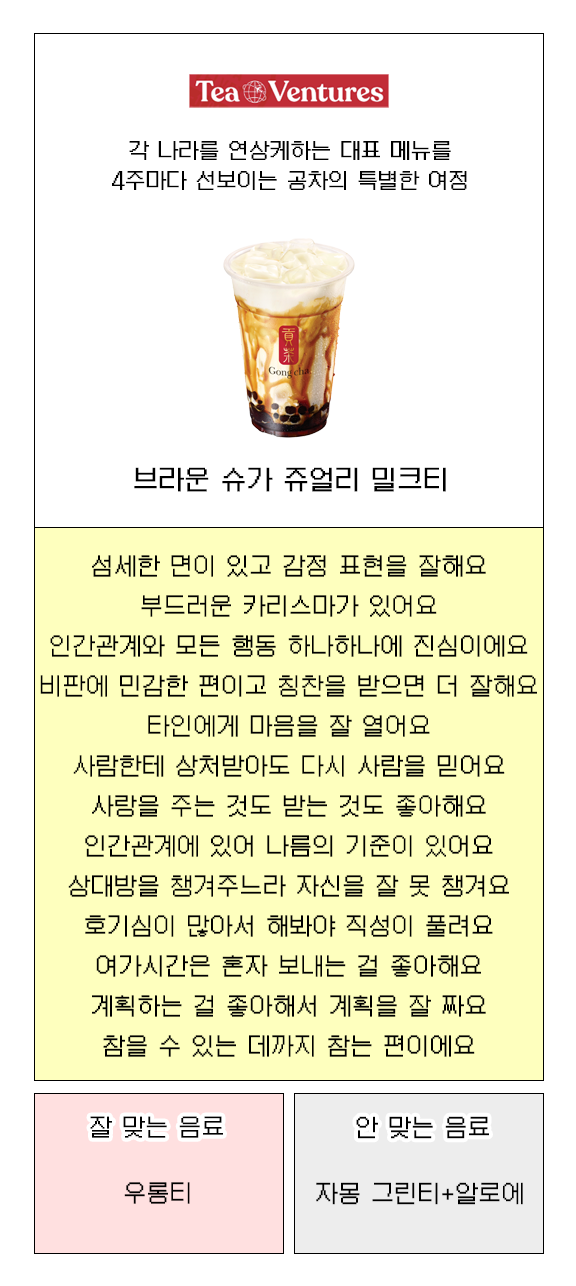 Tea Ventures
각 나라를 연상케하는 대표 메뉴를
4주마다 선보이는 공차의 특별한 여정
貢茶
Gong cha
브라운 슈가 쥬얼리 밀크티
섬세한 면이 있고 감정 표현을 잘해요
부드러운 카리스마가 있어요
인간관계와 모든 행동 하나하나에 진심이에요
비판에 민감한 편이고 칭찬을 받으면 더 잘해요
타인에게 마음을 잘 열어요
사람한테 상처받아도 다시 사람을 믿어요
사랑을 주는 것도 받는 것도 좋아해요
인간관계에 있어 나름의 기준이 있어요
상대방을 챙겨주느라 자신을 잘 못 챙겨요
호기심이 많아서 해봐야 직성이 풀려요
여가시간은 혼자 보내는 걸 좋아해요
계획하는 걸 좋아해서 계획을 잘 짜요
참을 수 있는 데까지 참는 편이에요
잘 맞는 음료
우롱티
안 맞는 음료
자몽 그린티+알로에